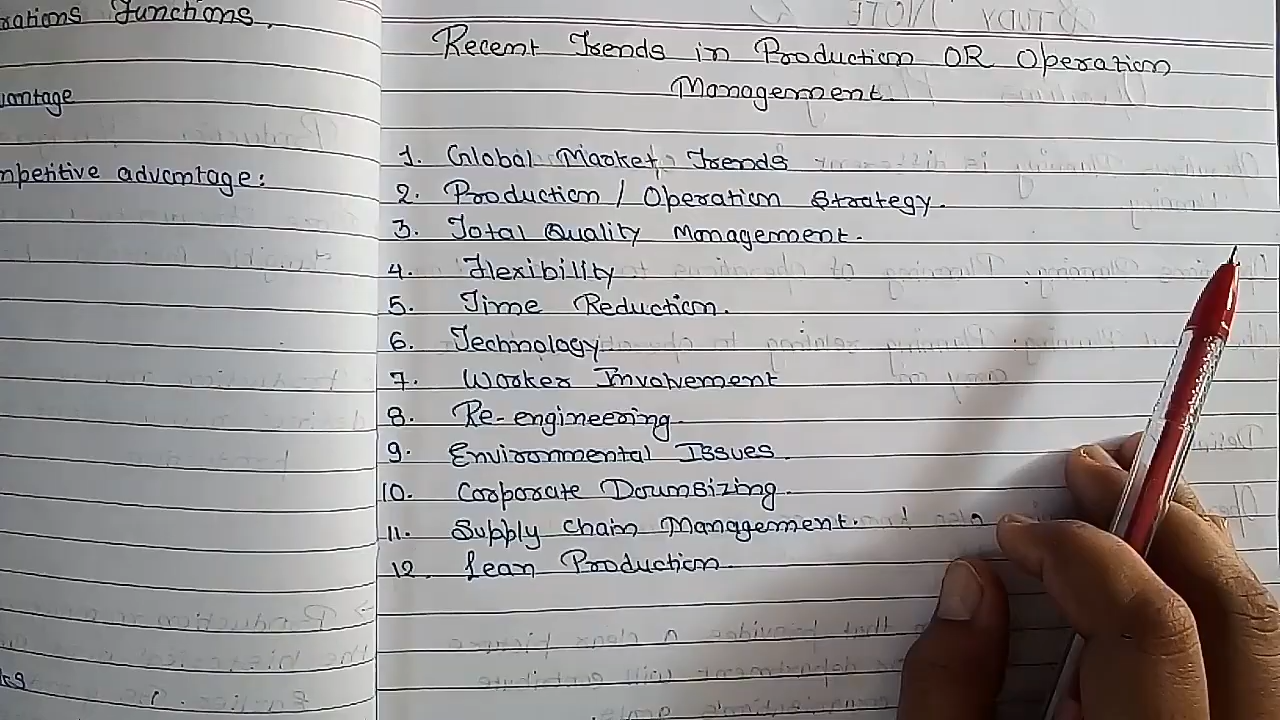 rations Functions.
vantage
mpetitive advantage:
Recent Trends in Production OR Operation
Management.
1. Global Market Trends
2. Production / Operation Strategy.
3. Total Quality Management.
4. Flexibility
5. Time Reduction.
6. Technology
7. Worker Involvement
8. Re-engineering
9. Environmental Issues.
10. Corporate Downsizing.
11. Supply Chain Management.
12. Lean Production.